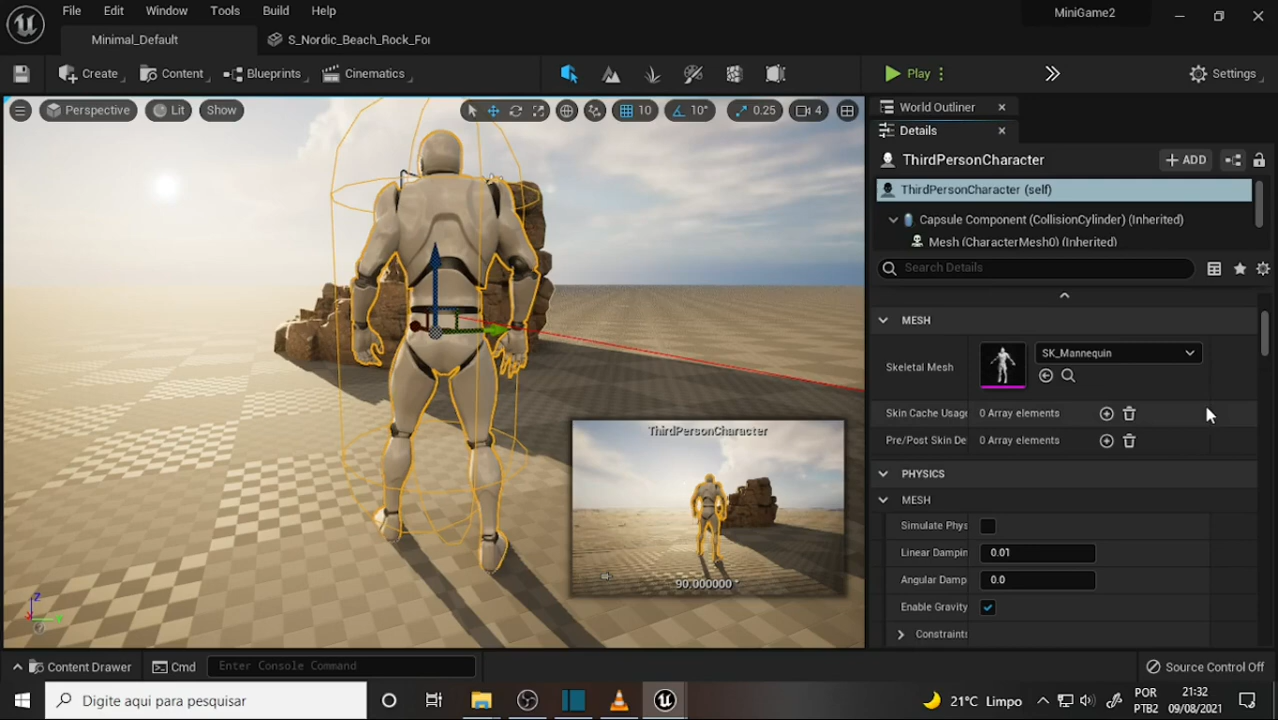 File Edit Window Tools Build Help
MiniGame2
Minimal_Default
S_Nordic_Beach_Rock_For
Create
Content
Blueprints
Cinematics
Play
Settings
Perspective
Lit
Show
10
10°
0.25
4
World Outliner
Details
ThirdPersonCharacter
ADD
ThirdPersonCharacter (self)
Capsule Component (CollisionCylinder) (Inherited)
Mesh (CharacterMesh0) (Inherited)
Search Details
MESH
Skeletal Mesh
SK_Mannequin
Skin Cache Usage
0 Array elements
Pre/Post Skin De
0 Array elements
PHYSICS
MESH
Simulate Phys
Linear Dampin
0.01
Angular Damp
0.0
Enable Gravity
Constraints
ThirdPersonCharacter
90.000000 °
Z
Content Drawer
Cmd
Enter Console Command
Source Control Off
Digite aqui para pesquisar
21°C Limpo
POR
PTB2
21:32
09/08/2021